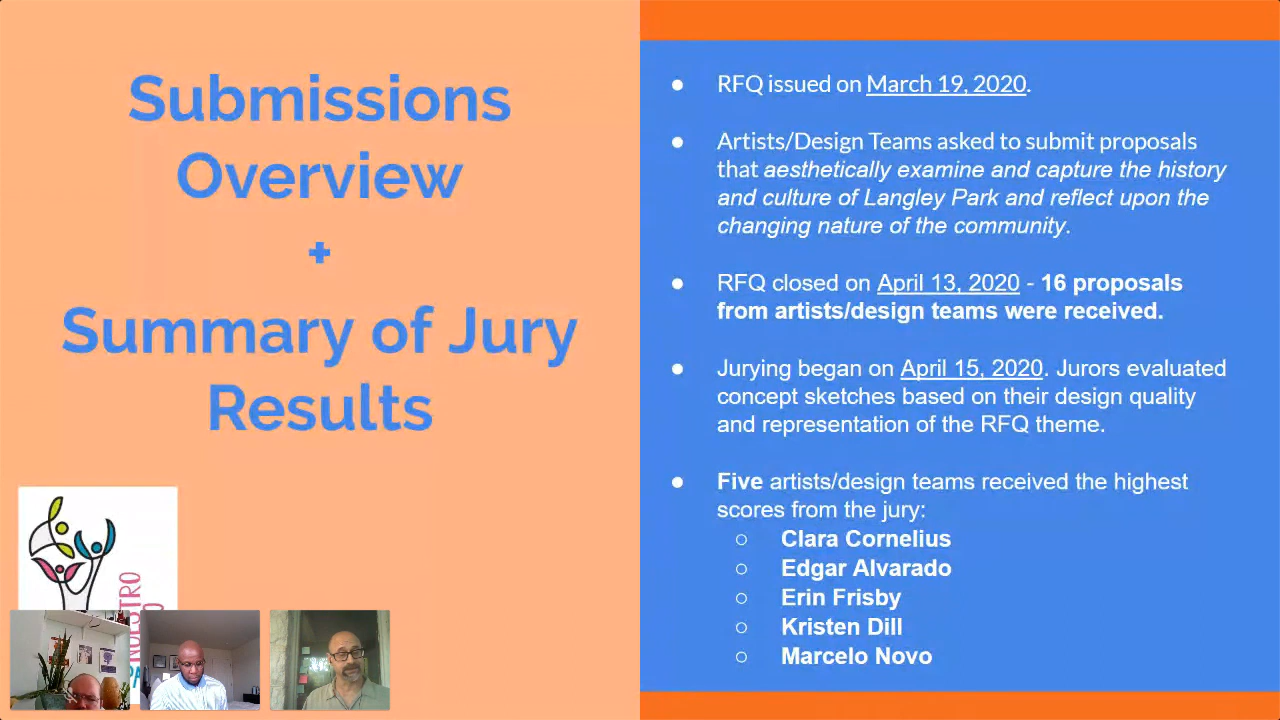 Submissions
Overview
+
Summary of Jury
Results
● RFQ issued on March 19, 2020.
● Artists/Design Teams asked to submit proposals
that aesthetically examine and capture the history
and culture of Langley Park and reflect upon the
changing nature of the community.
● RFQ closed on April 13, 2020 - 16 proposals
from artists/design teams were received.
● Jurying began on April 15, 2020. Jurors evaluated
concept sketches based on their design quality
and representation of the RFQ theme.
● Five artists/design teams received the highest
scores from the jury:
○ Clara Cornelius
○ Edgar Alvarado
○ Erin Frisby
○ Kristen Dill
○ Marcelo Novo